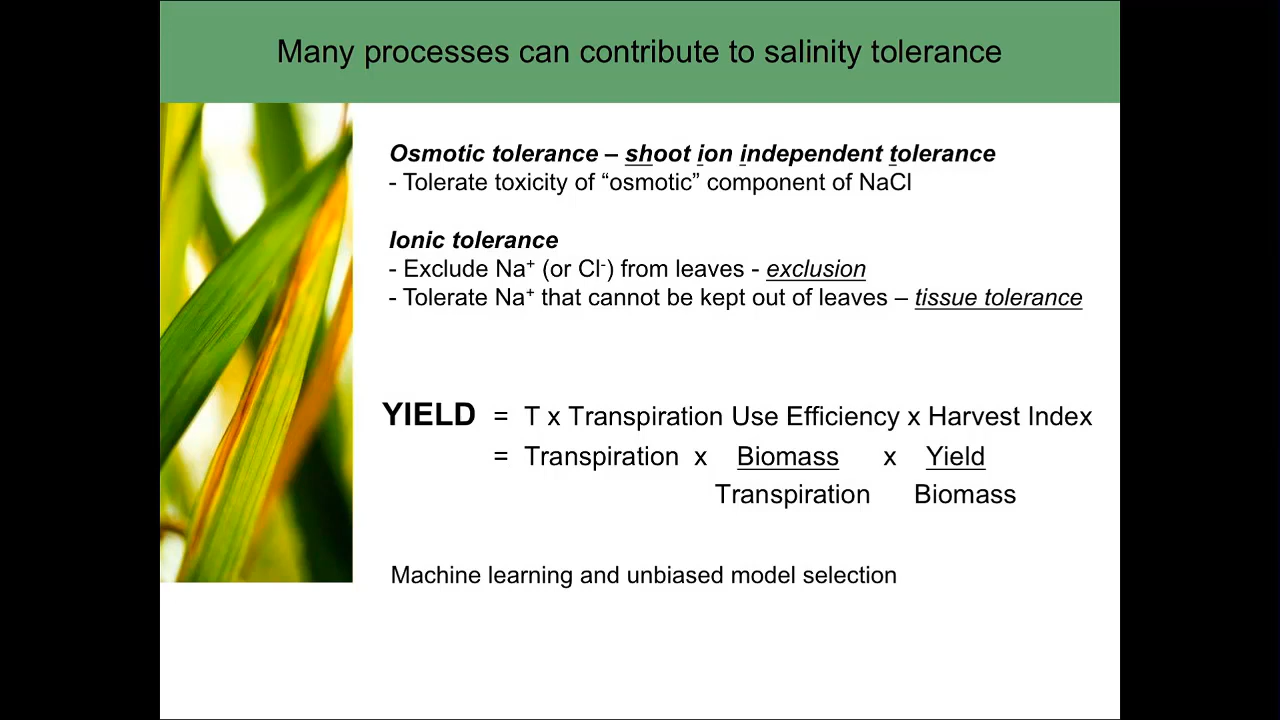 Many processes can contribute to salinity tolerance
Osmotic tolerance – shoot ion independent tolerance
- Tolerate toxicity of “osmotic” component of NaCl
Ionic tolerance
- Exclude Na⁺ (or Cl⁻) from leaves - exclusion
- Tolerate Na⁺ that cannot be kept out of leaves – tissue tolerance
YIELD = T x Transpiration Use Efficiency x Harvest Index
= Transpiration x Biomass x Yield
Transpiration Biomass
Machine learning and unbiased model selection